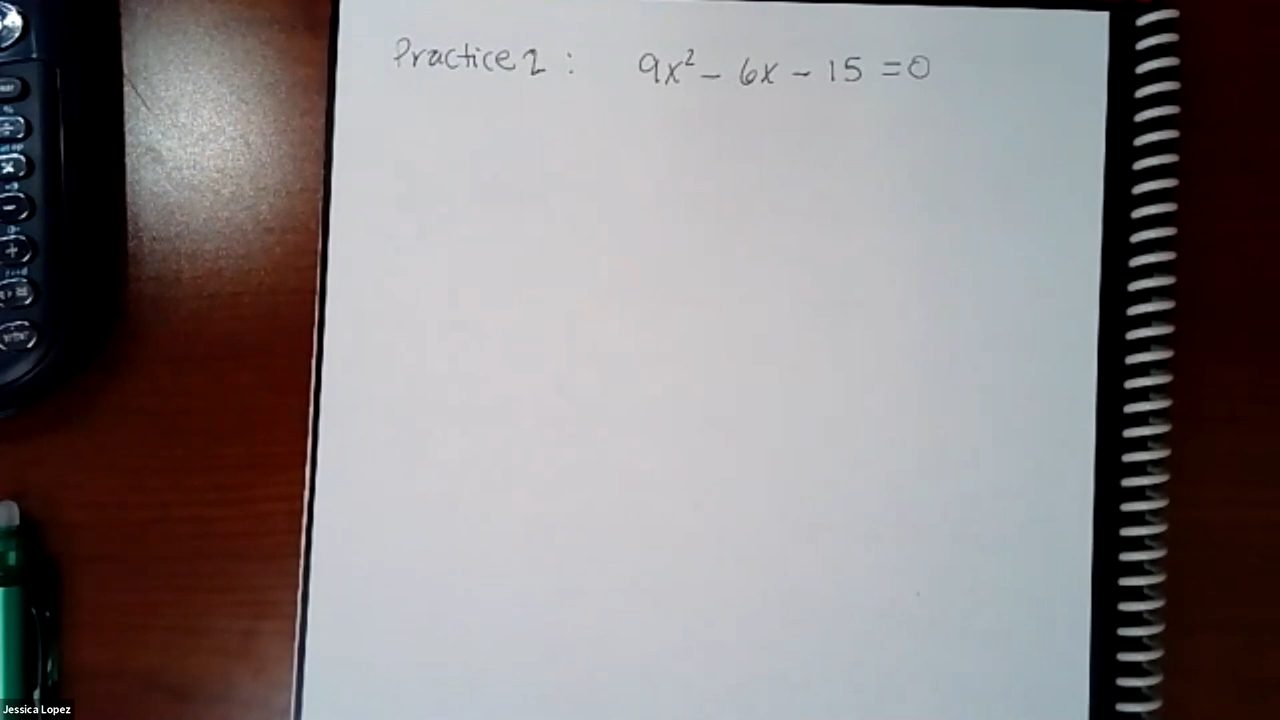 Practice 2 : 9x² - 6x - 15 = 0
Jessica Lopez